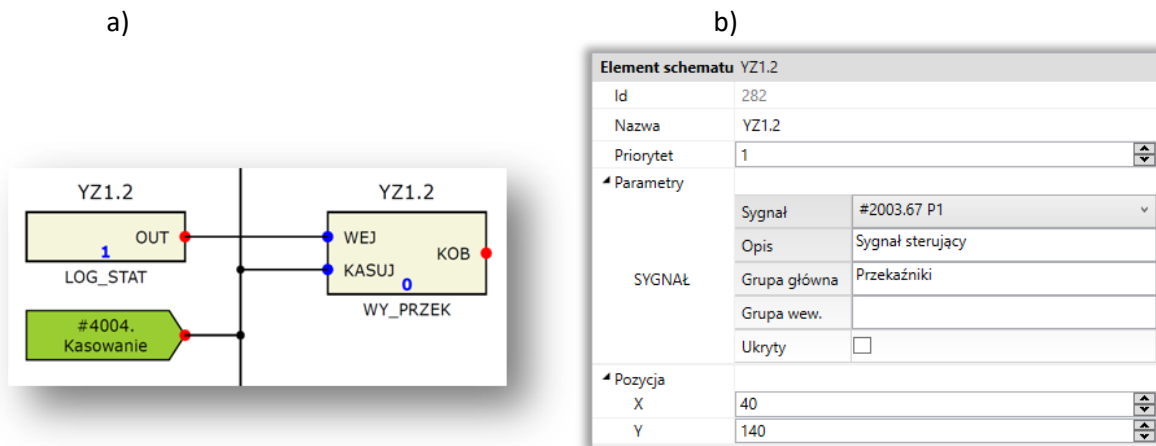 a)
b)
YZ1.2
OUT
1
LOG_STAT
#4004.
Kasowanie
YZ1.2
WEJ
KASUJ
KOB
0
WY_PRZEK
Element schematu YZ1.2
Id 282
Nazwa YZ1.2
Priorytet 1
Parametry
SYGNAŁ
Sygnał #2003.67 P1
Opis Sygnał sterujący
Grupa główna Przekaźniki
Grupa wew.
Ukryty
Pozycja
X 40
Y 140